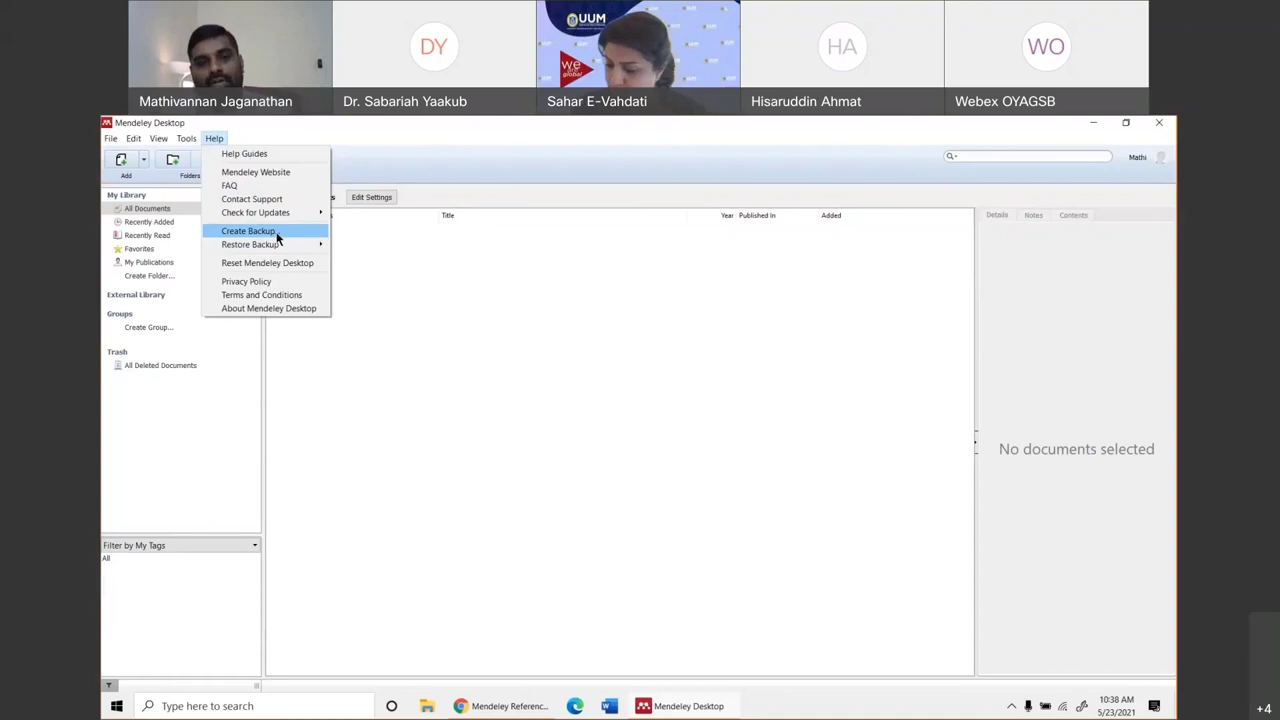 DY
UUM
we
are
global
HA
WO
Mathivannan Jaganathan
Dr. Sabariah Yaakub
Sahar E-Vahdati
Hisaruddin Ahmat
Webex OYAGSB
Mendeley Desktop
File Edit View Tools Help
Add
Folders
Mathi
Help Guides
Mendeley Website
FAQ
Contact Support
Check for Updates
Create Backup...
Restore Backup
Reset Mendeley Desktop
Privacy Policy
Terms and Conditions
About Mendeley Desktop
My Library
All Documents
Recently Added
Recently Read
Favorites
My Publications
Create Folder...
External Library
Groups
Create Group...
Trash
All Deleted Documents
Edit Settings
Title Year Published In Added
Details Notes Contents
No documents selected
Filter by My Tags
All
Type here to search
Mendeley Referenc...
Mendeley Desktop
10:38 AM
5/23/2021
+4